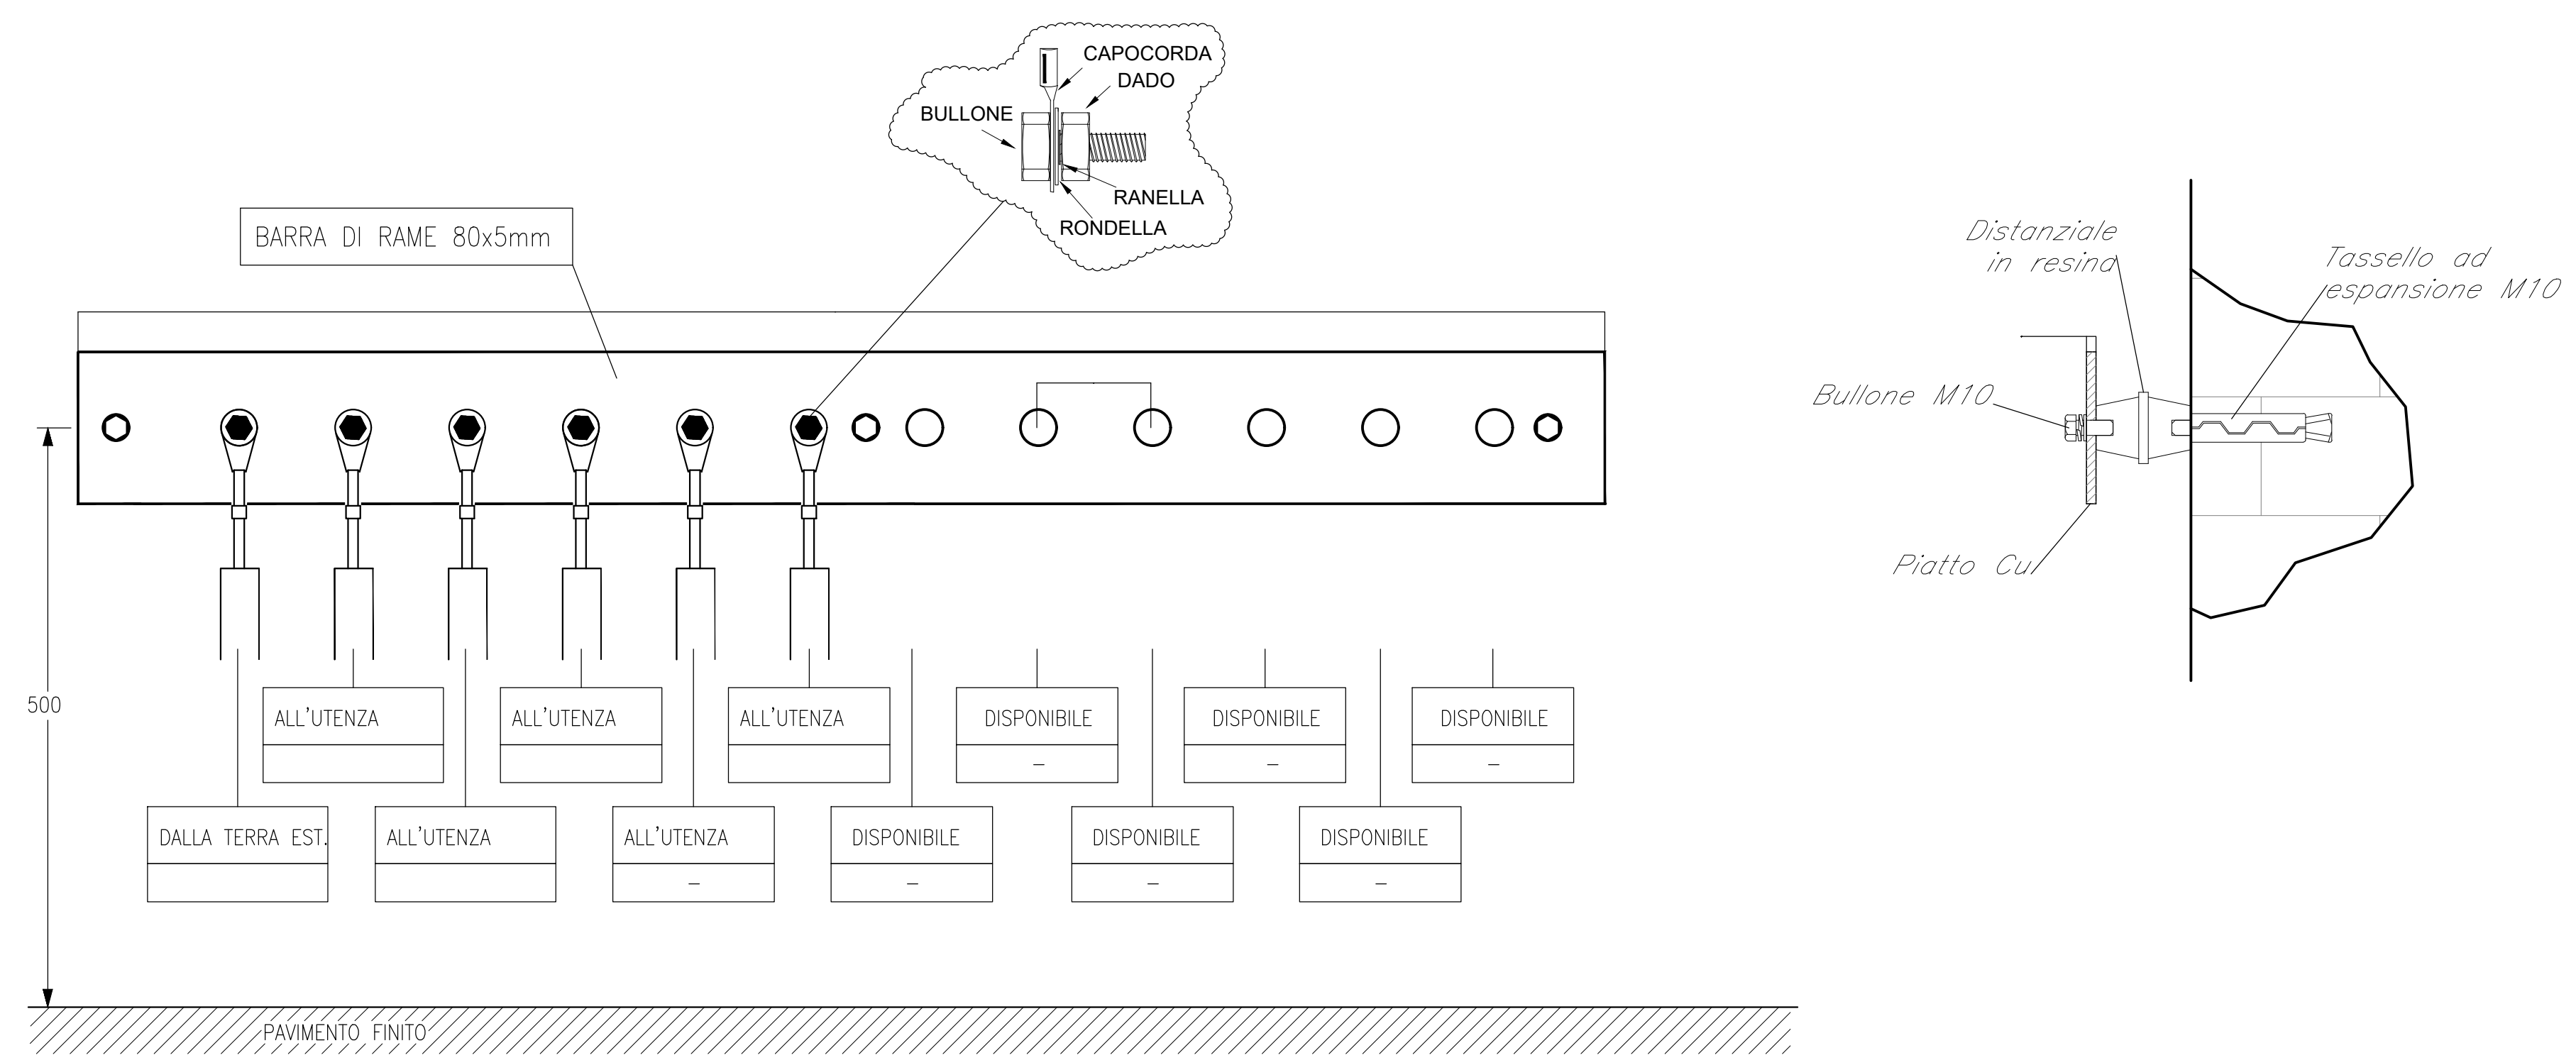 CAPOCORDA
DADO
BULLONE
RANELLA
RONDELLA
BARRA DI RAME 80x5mm
Distanziale
in resina
Tassello ad
espansione M10
Bullone M10
Piatto Cu
500
ALL'UTENZA
ALL'UTENZA
ALL'UTENZA
DISPONIBILE
–
DISPONIBILE
–
DISPONIBILE
–
DALLA TERRA EST.
ALL'UTENZA
ALL'UTENZA
–
DISPONIBILE
–
DISPONIBILE
–
DISPONIBILE
–
PAVIMENTO FINITO